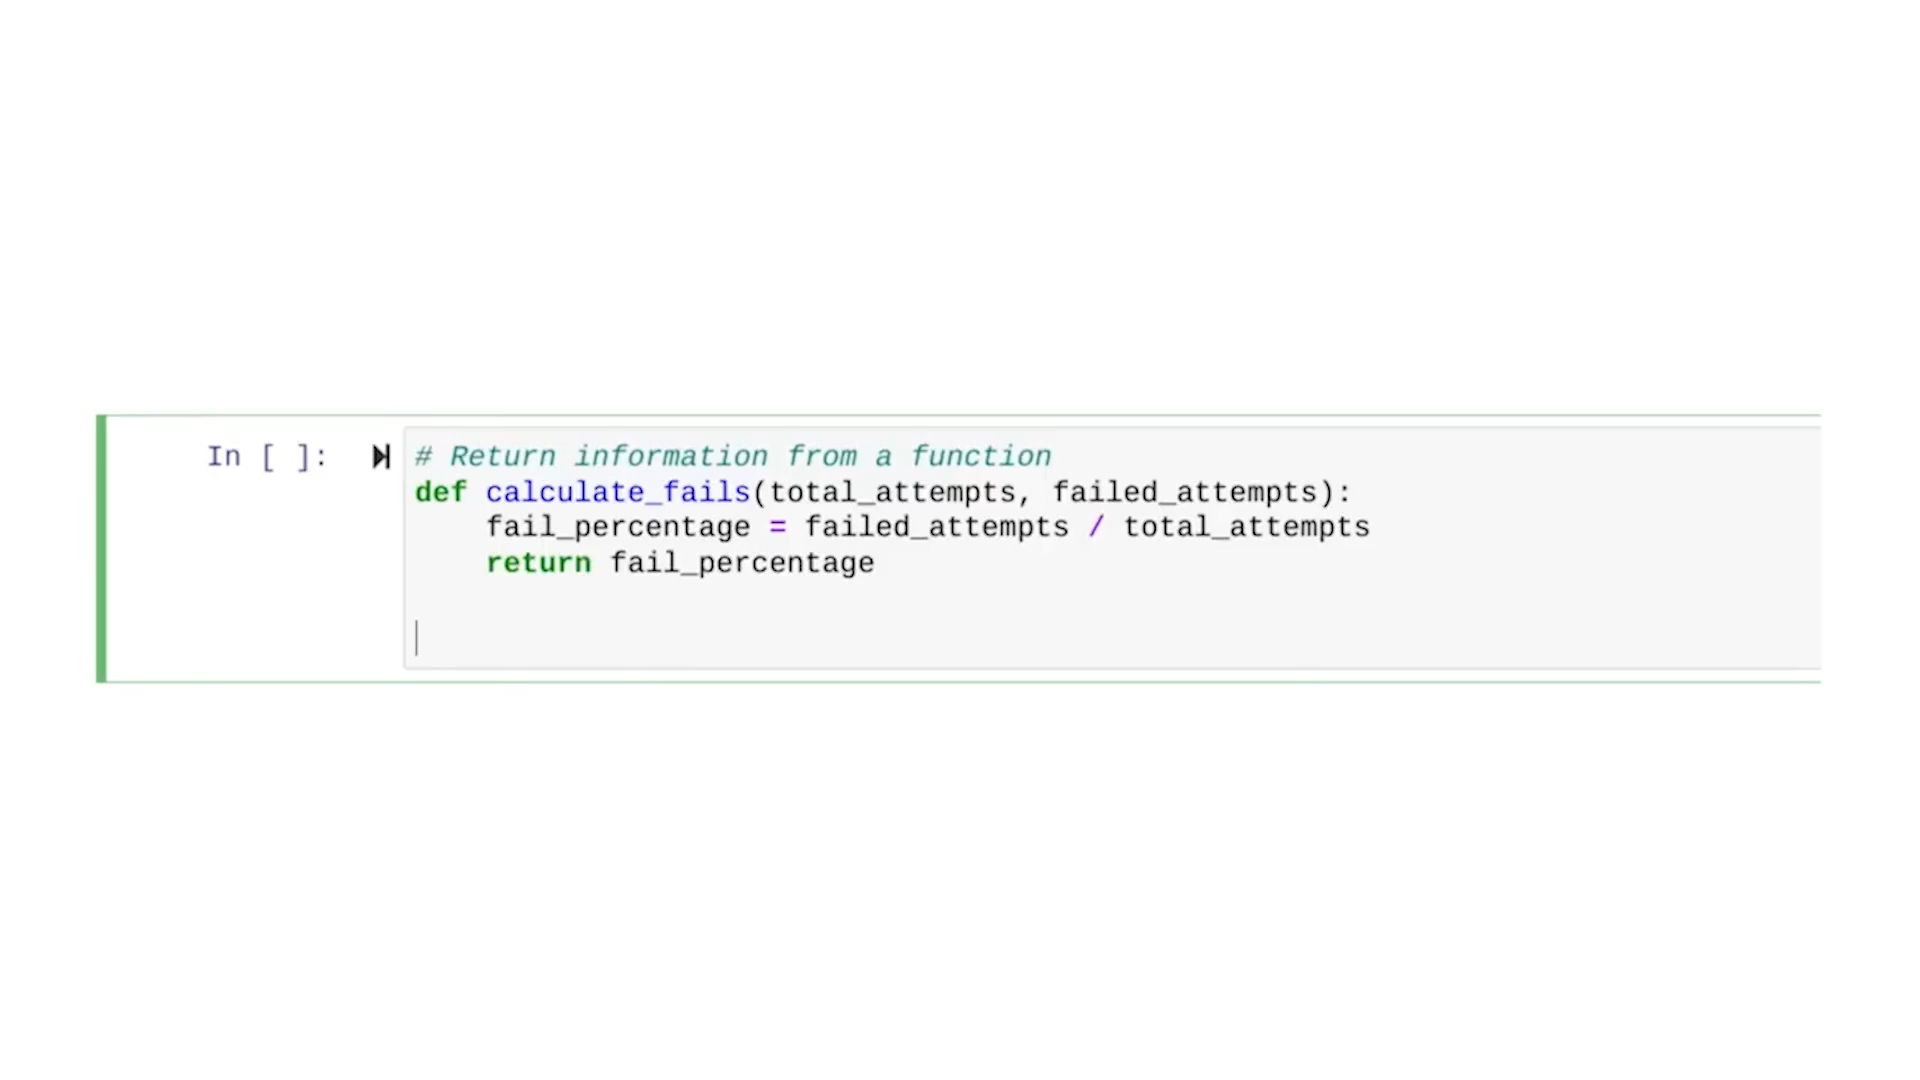 In [ ]:
# Return information from a function
def calculate_fails(total_attempts, failed_attempts):
    fail_percentage = failed_attempts / total_attempts
    return fail_percentage